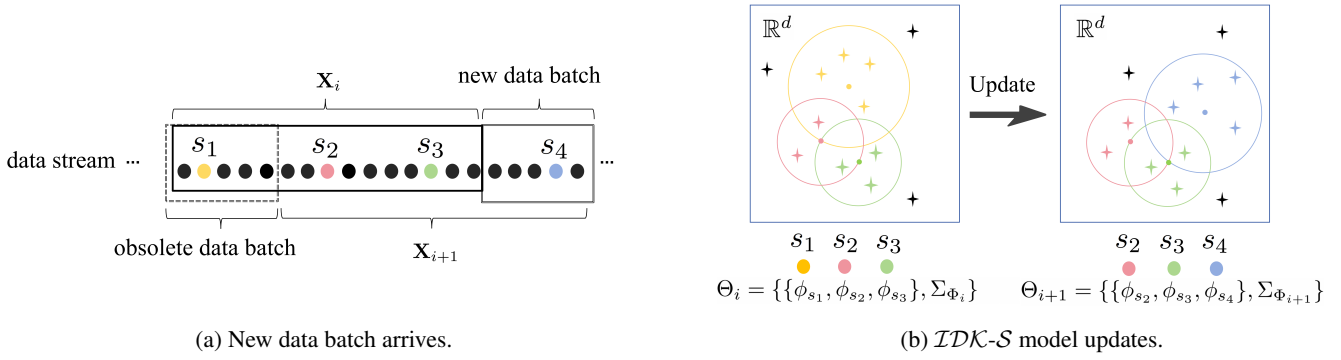 X_i
new data batch
s_1 s_2 s_3 s_4
data stream ··· ···
obsolete data batch
X_{i+1}
(a) New data batch arrives.
ℝ^d
Update
ℝ^d
s_1 s_2 s_3
Θ_i = {{ϕ_{s_1}, ϕ_{s_2}, ϕ_{s_3}}, Σ_{Φ_i}}
s_2 s_3 s_4
Θ_{i+1} = {{ϕ_{s_2}, ϕ_{s_3}, ϕ_{s_4}}, Σ_{Φ_{i+1}}}
(b) 𝓘𝓓𝓚-𝓢 model updates.